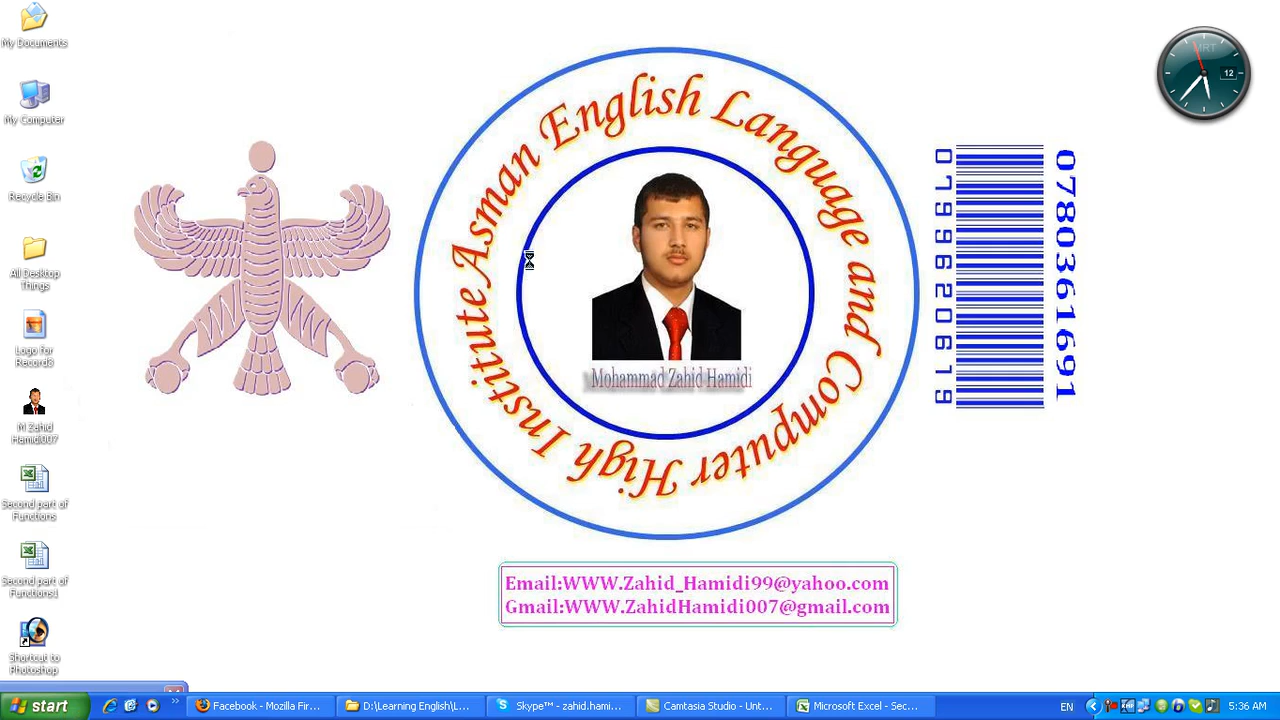 My Documents
My Computer
Recycle Bin
All Desktop
Things
Logo for
Record3
M Zahid
Hamidi007
Second part of
Functions
Second part of
Functions1
Shortcut to
Photoshop
Asman English Language and Computer High Institute
Mohammad Zahid Hamidi
MRT
12
0799620619
0780361691
Email:WWW.Zahid_Hamidi99@yahoo.com
Gmail:WWW.ZahidHamidi007@gmail.com
start
Facebook - Mozilla Fir...
D:\Learning English\L...
Skype™ - zahid.hami...
Camtasia Studio - Unt...
Microsoft Excel - Sec...
EN
5:36 AM